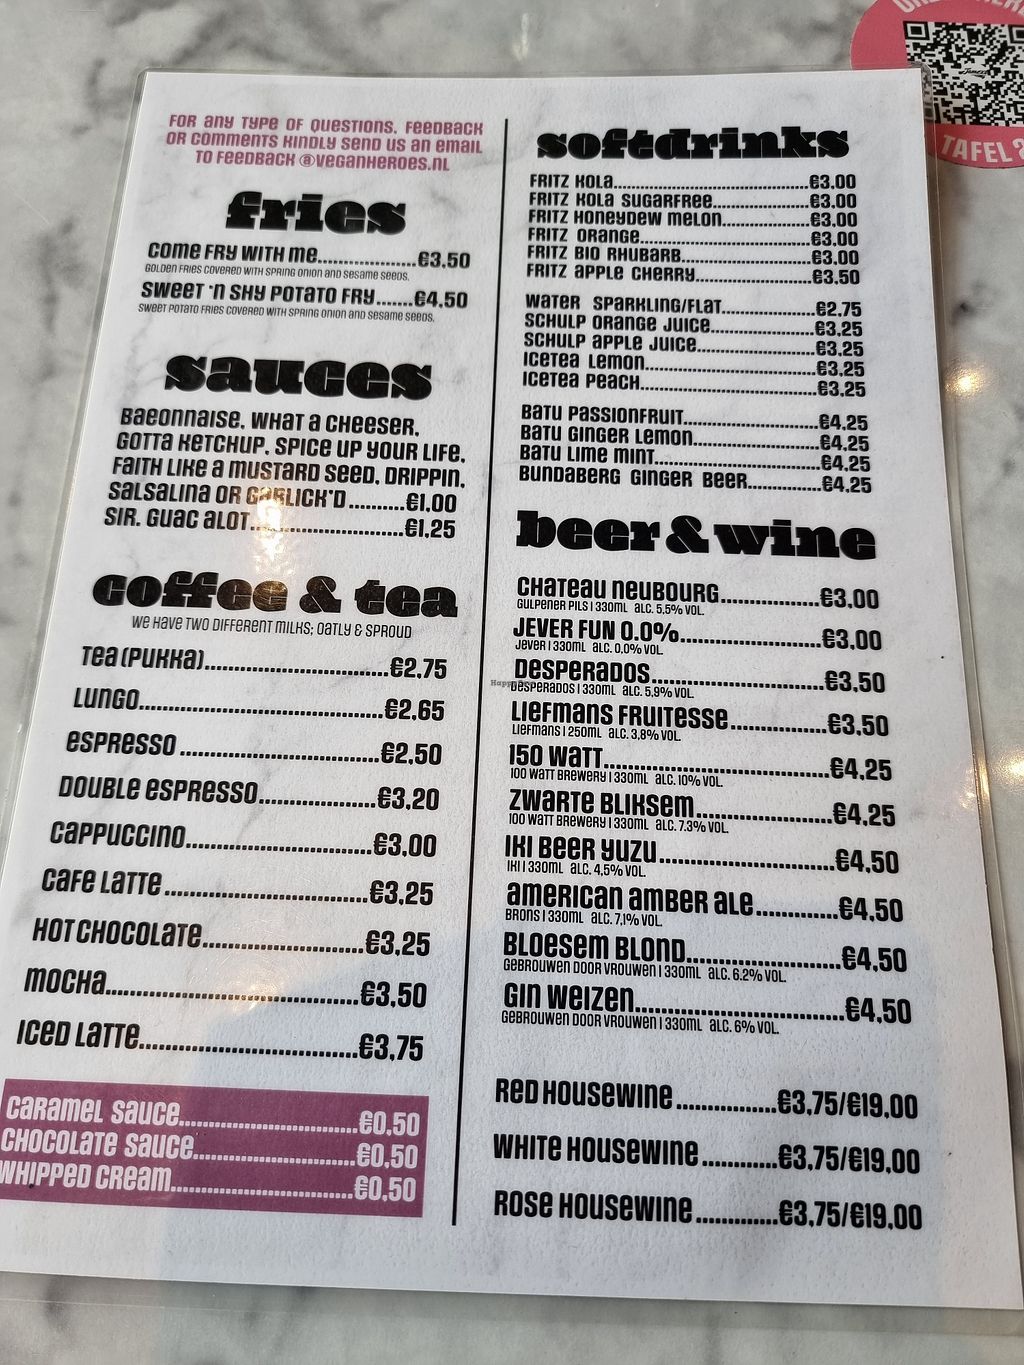 FOR ANY TYPE OF QUESTIONS, FEEDBACK
OR COMMENTS KINDLY SEND US AN EMAIL
TO FEEDBACK@VEGANHEROES.NL
fries
COME FRY WITH ME..................€3,50
GOLDEN FRIES COVERED WITH SPRING ONION AND SESAME SEEDS.
SWEET 'N SHY POTATO FRY.......€4,50
SWEET POTATO FRIES COVERED WITH SPRING ONION AND SESAME SEEDS.
sauces
BAEONNAISE, WHAT A CHEESER,
GOTTA KETCHUP, SPICE UP YOUR LIFE,
FAITH LIKE A MUSTARD SEED, DRIPPIN,
SALSALINA OR GARLICK'D..........€1,00
SIR. GUAC ALOT............................€1,25
coffee & tea
WE HAVE TWO DIFFERENT MILKS; OATLY & SPROUD
TEA (PUKKA)..................................€2,75
LUNGO............................................€2,65
ESPRESSO....................................€2,50
DOUBLE ESPRESSO.....................€3,20
CAPPUCCINO..................................€3,00
CAFE LATTE.....................................€3,25
HOT CHOCOLATE............................€3,25
MOCHA............................................€3,50
ICED LATTE......................................€3,75
CARAMEL SAUCE................................€0,50
CHOCOLATE SAUCE.............................€0,50
WHIPPED CREAM................................€0,50
softdrinks
FRITZ KOLA............................................€3,00
FRITZ KOLA SUGARFREE......................€3,00
FRITZ HONEYDEW MELON...................€3,00
FRITZ ORANGE......................................€3,00
FRITZ BIO RHUBARB.............................€3,00
FRITZ APPLE CHERRY...........................€3,50
WATER SPARKLING/FLAT.....................€2,75
SCHULP ORANGE JUICE........................€3,25
SCHULP APPLE JUICE...........................€3,25
ICETEA LEMON......................................€3,25
ICETEA PEACH.......................................€3,25
BATU PASSIONFRUIT..............................€4,25
BATU GINGER LEMON............................€4,25
BATU LIME MINT.....................................€4,25
BUNDABERG GINGER BEER.................€4,25
beer & wine
CHATEAU NEUBOURG................€3,00
GULPENER PILS | 330ML ALC. 5,5% VOL.
JEVER FUN 0.0%.......................€3,00
JEVER | 330ML ALC. 0.0% VOL.
DESPERADOS............................€3,50
DESPERADOS | 330ML ALC. 5,9% VOL.
LIEFMANS FRUITESSE...............€3,50
LIEFMANS | 250ML ALC. 3,8% VOL.
150 WATT...................................€4,25
100 WATT BREWERY | 330ML ALC. 10% VOL.
ZWARTE BLIKSEM.....................€4,25
100 WATT BREWERY | 330ML ALC. 7.3% VOL.
IKI BEER YUZU...........................€4,50
IKI | 330ML ALC. 4,5% VOL.
AMERICAN AMBER ALE.............€4,50
BRONS | 330ML ALC. 7,1% VOL.
BLOESEM BLOND........................€4,50
GEBROUWEN DOOR VROUWEN | 330ML ALC. 6.2% VOL.
GIN WEIZEN................................€4,50
GEBROUWEN DOOR VROUWEN | 330ML ALC. 6% VOL.
RED HOUSEWINE...............€3,75/€19,00
WHITE HOUSEWINE...........€3,75/€19,00
ROSE HOUSEWINE.............€3,75/€19,00
TAFEL